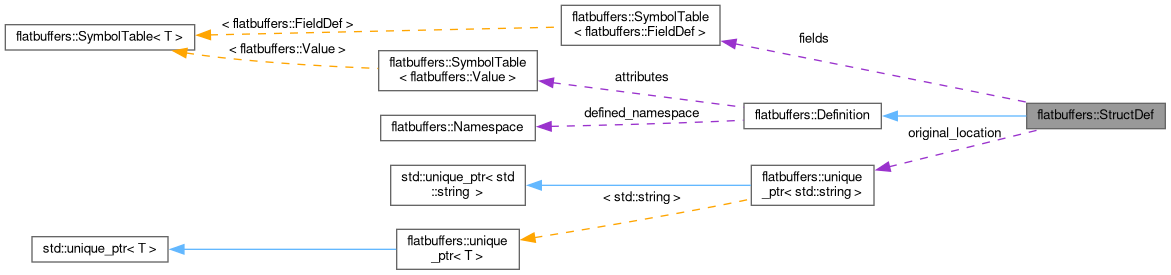 flatbuffers::SymbolTable< T >
< flatbuffers::FieldDef >
< flatbuffers::Value >
flatbuffers::SymbolTable
< flatbuffers::FieldDef >
fields
flatbuffers::SymbolTable
< flatbuffers::Value >
attributes
defined_namespace
flatbuffers::Namespace
flatbuffers::Definition
flatbuffers::StructDef
original_location
std::unique_ptr< std
::string >
flatbuffers::unique
_ptr< std::string >
< std::string >
std::unique_ptr< T >
flatbuffers::unique
_ptr< T >